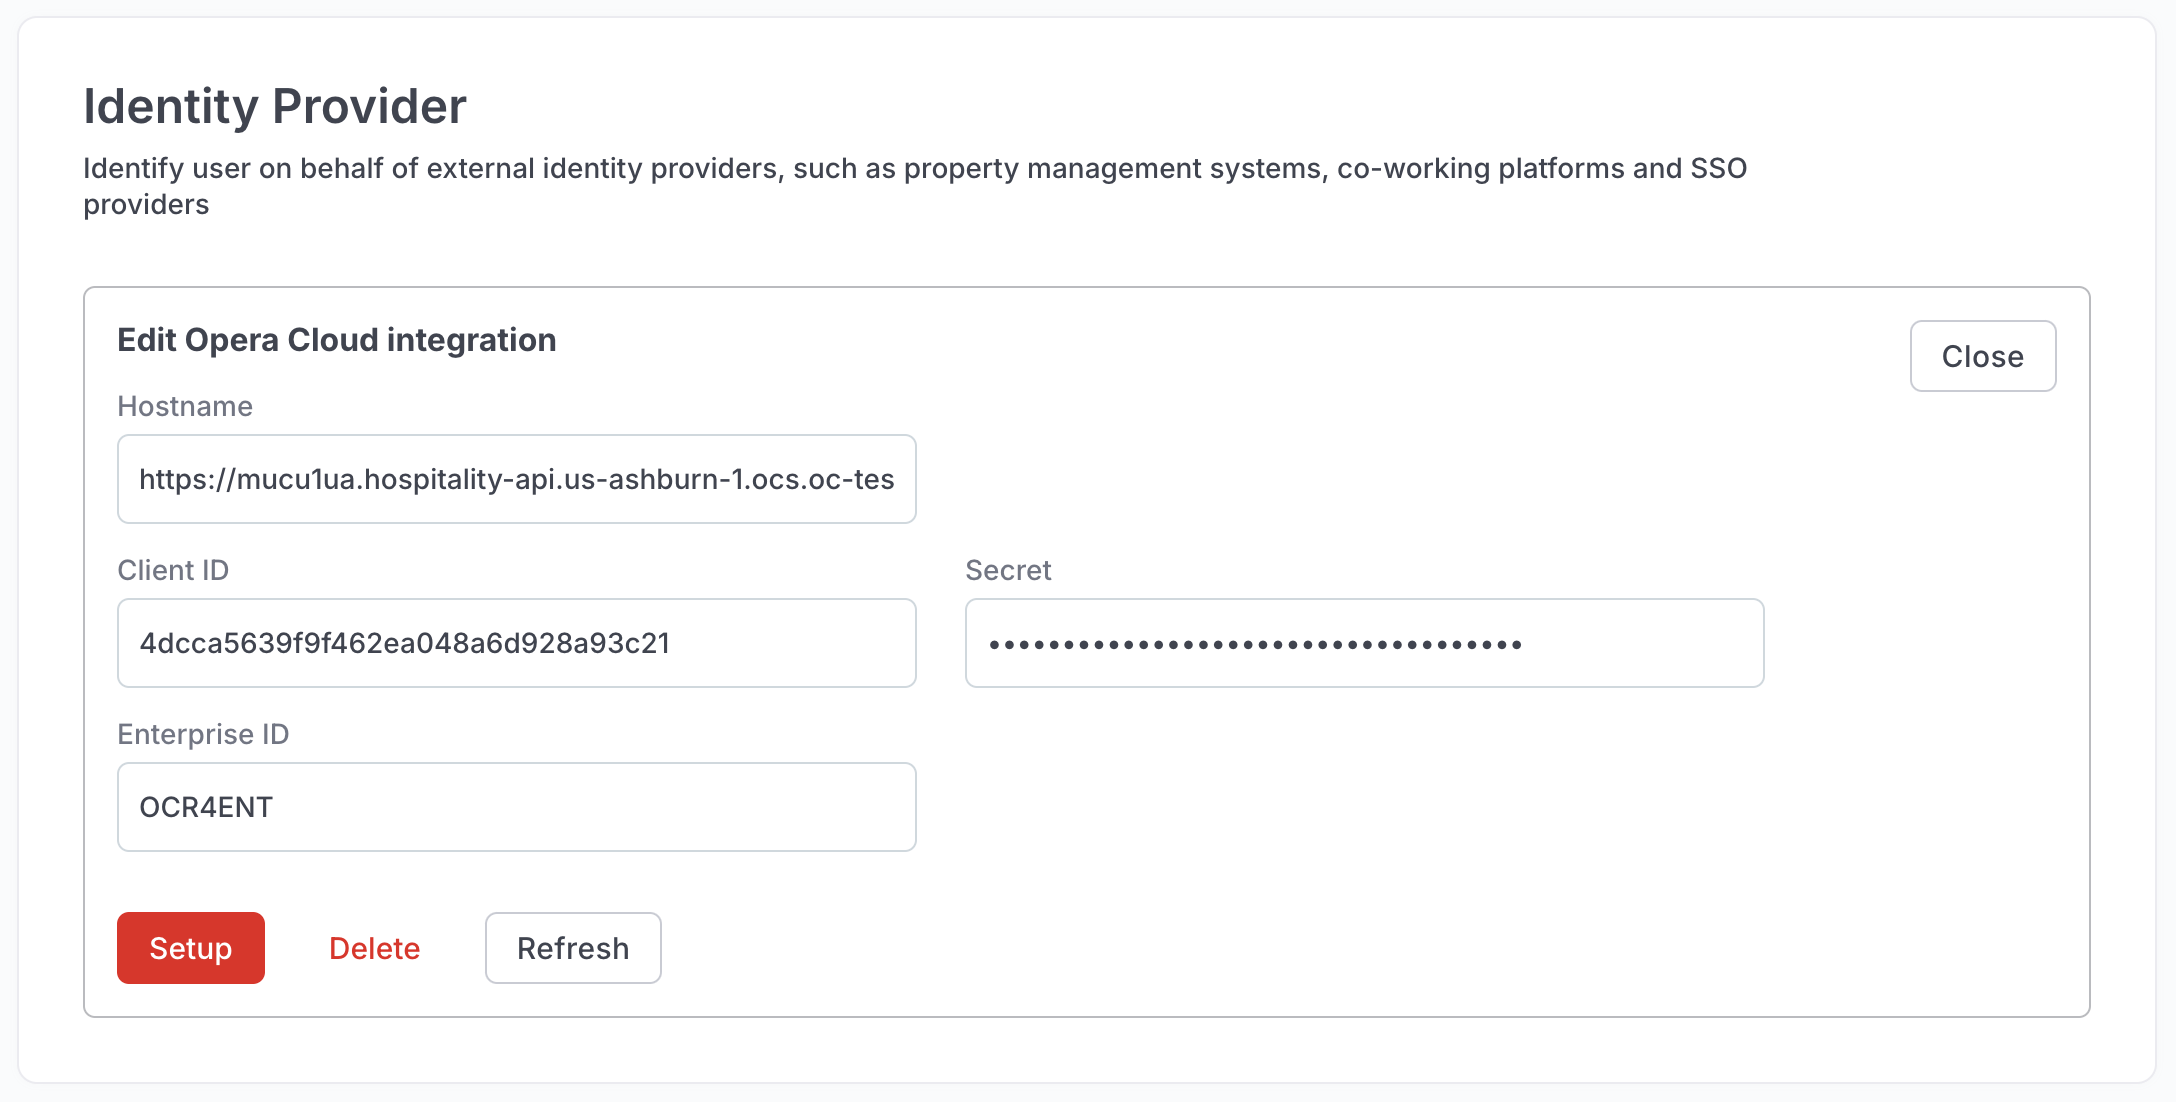 Identity Provider
Identify user on behalf of external identity providers, such as property management systems, co-working platforms and SSO
providers
Edit Opera Cloud integration
Close
Hostname
https://mucu1ua.hospitality-api.us-ashburn-1.ocs.oc-tes
Client ID
Secret
4dcca5639f9f462ea048a6d928a93c21
••••••••••••••••••••••••••••••••••••
Enterprise ID
OCR4ENT
Setup
Delete
Refresh